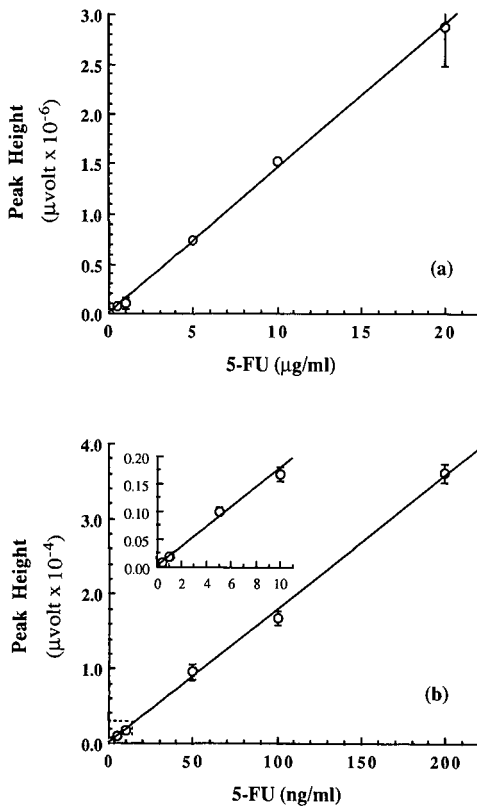 3.0
2.5
2.0
1.5
1.0
0.5
0.0
Peak Height
(μvolt x 10⁻⁶)
(a)
0 5 10 15 20
5-FU (μg/ml)
4.0
3.0
2.0
1.0
0.0
Peak Height
(μvolt x 10⁻⁴)
0.20
0.15
0.10
0.05
0.00
0 2 4 6 8 10
(b)
0 50 100 150 200
5-FU (ng/ml)